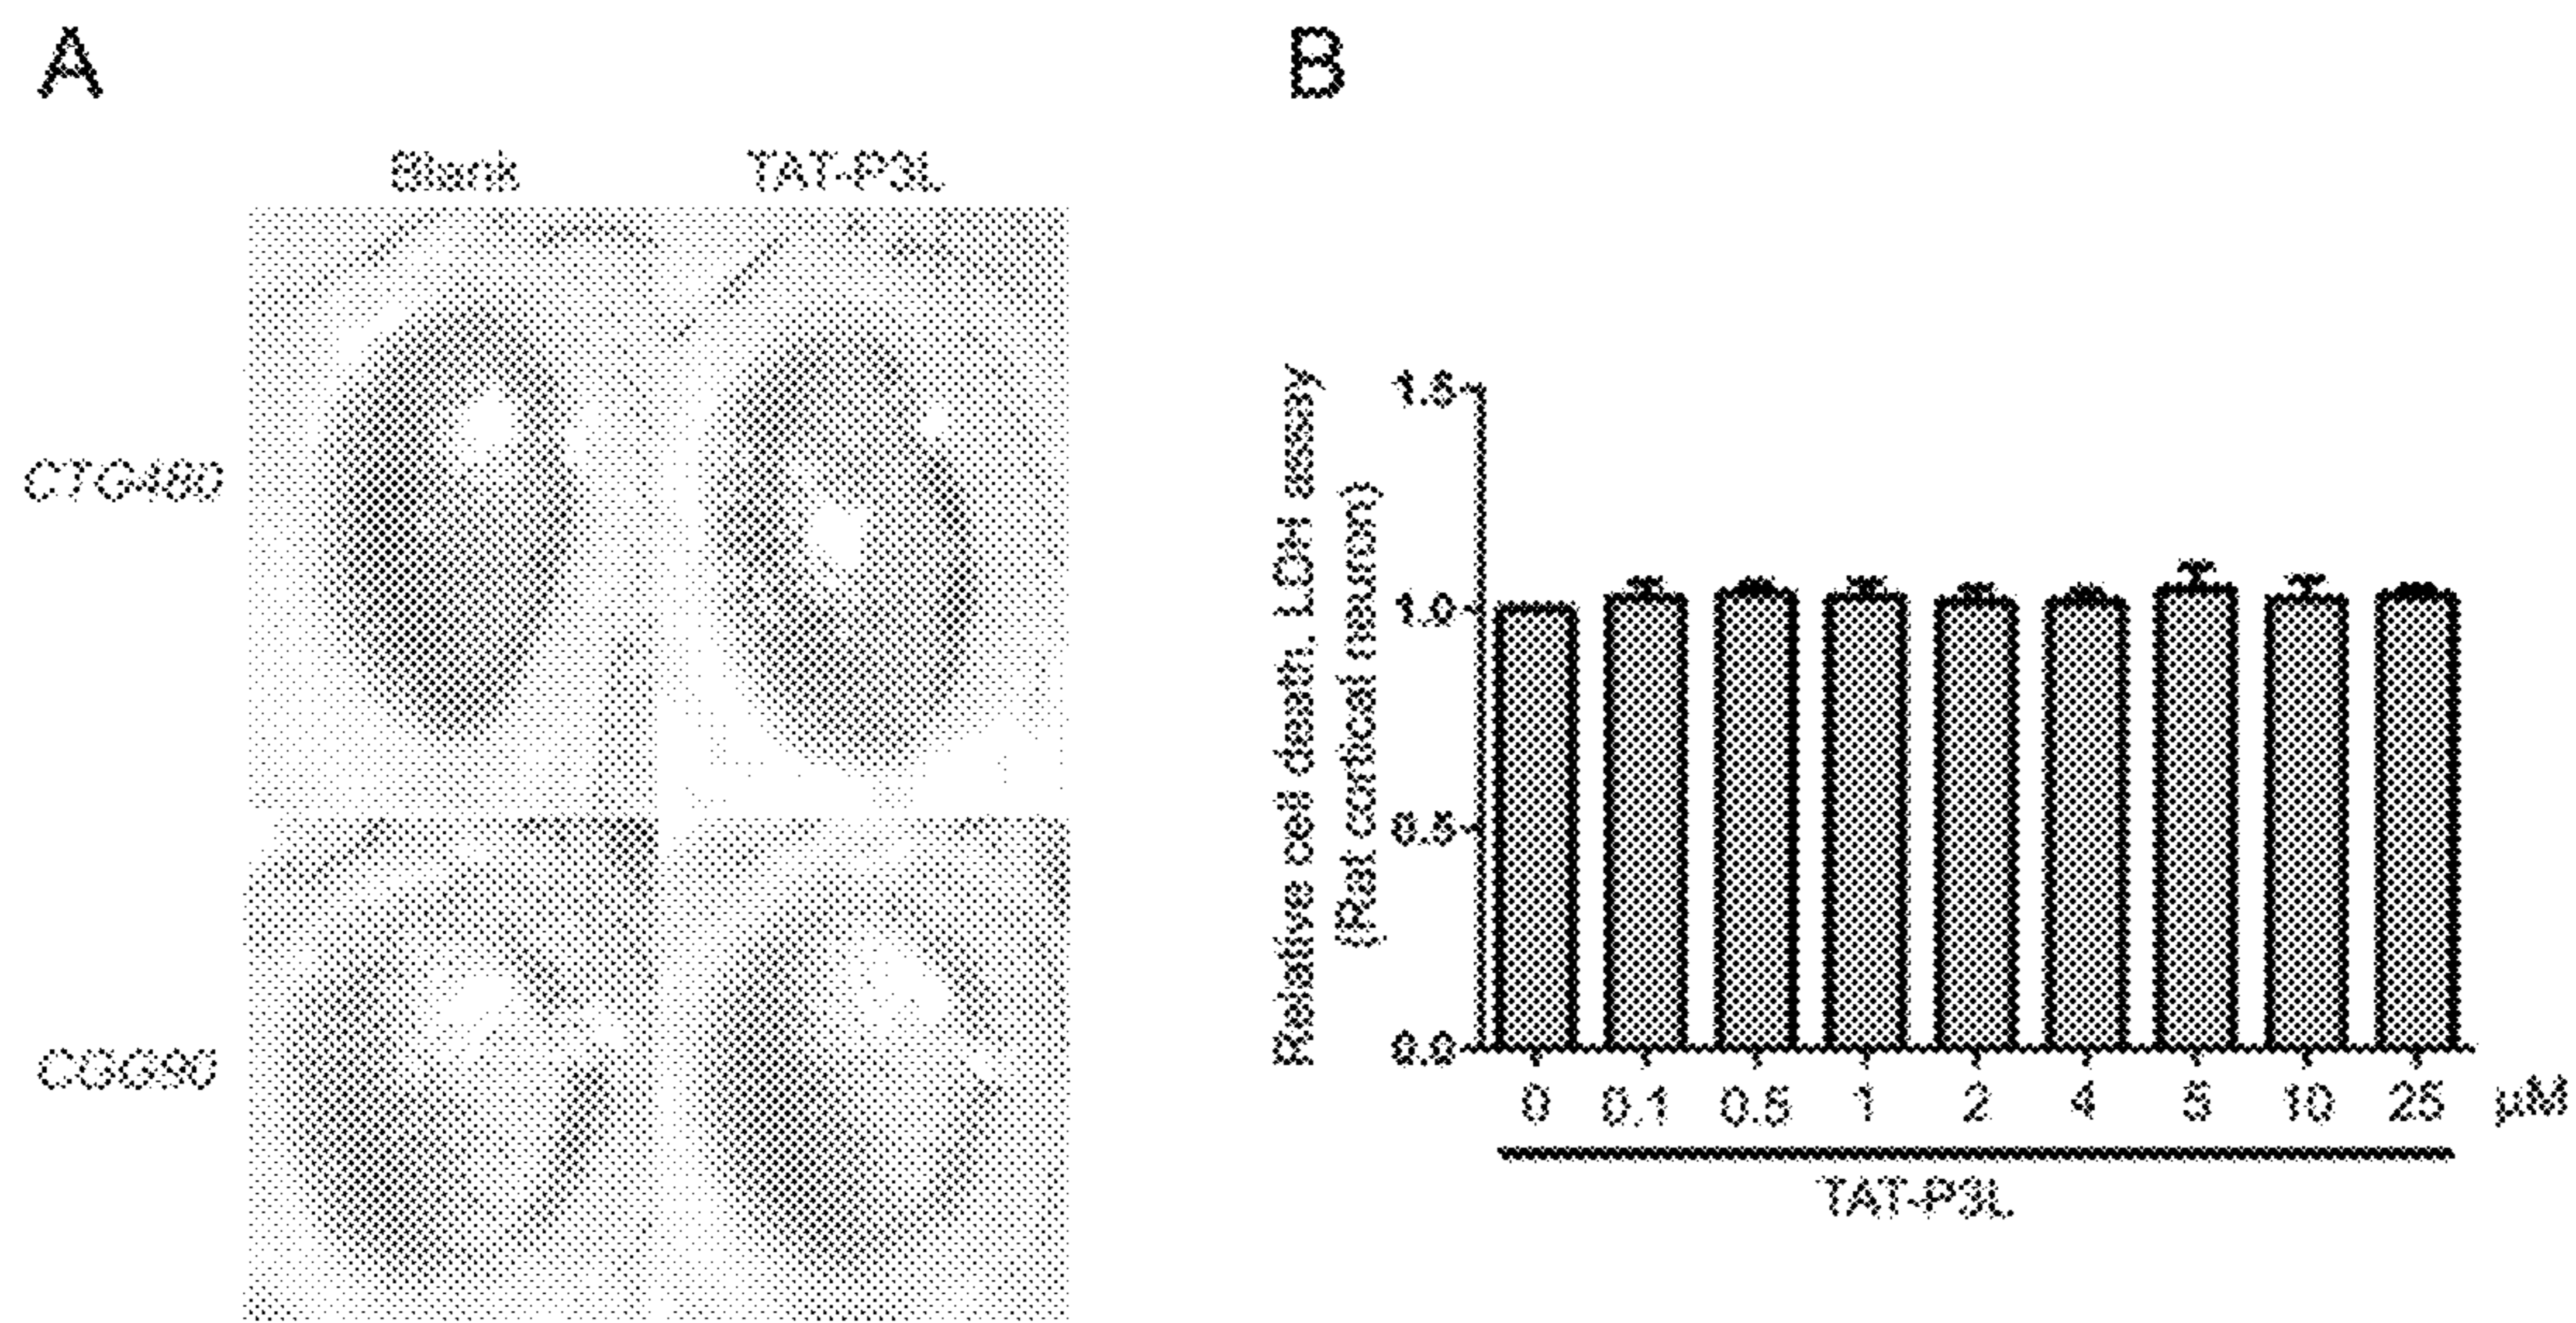 A
B
Blank TAT-P3L
CTG480
CGG90
Relative cell death. LDH assay
(Rat cortical neuron)
1.5
1.0
0.5
0.0
0 0.1 0.5 1 2 4 5 10 25 µM
TAT-P3L